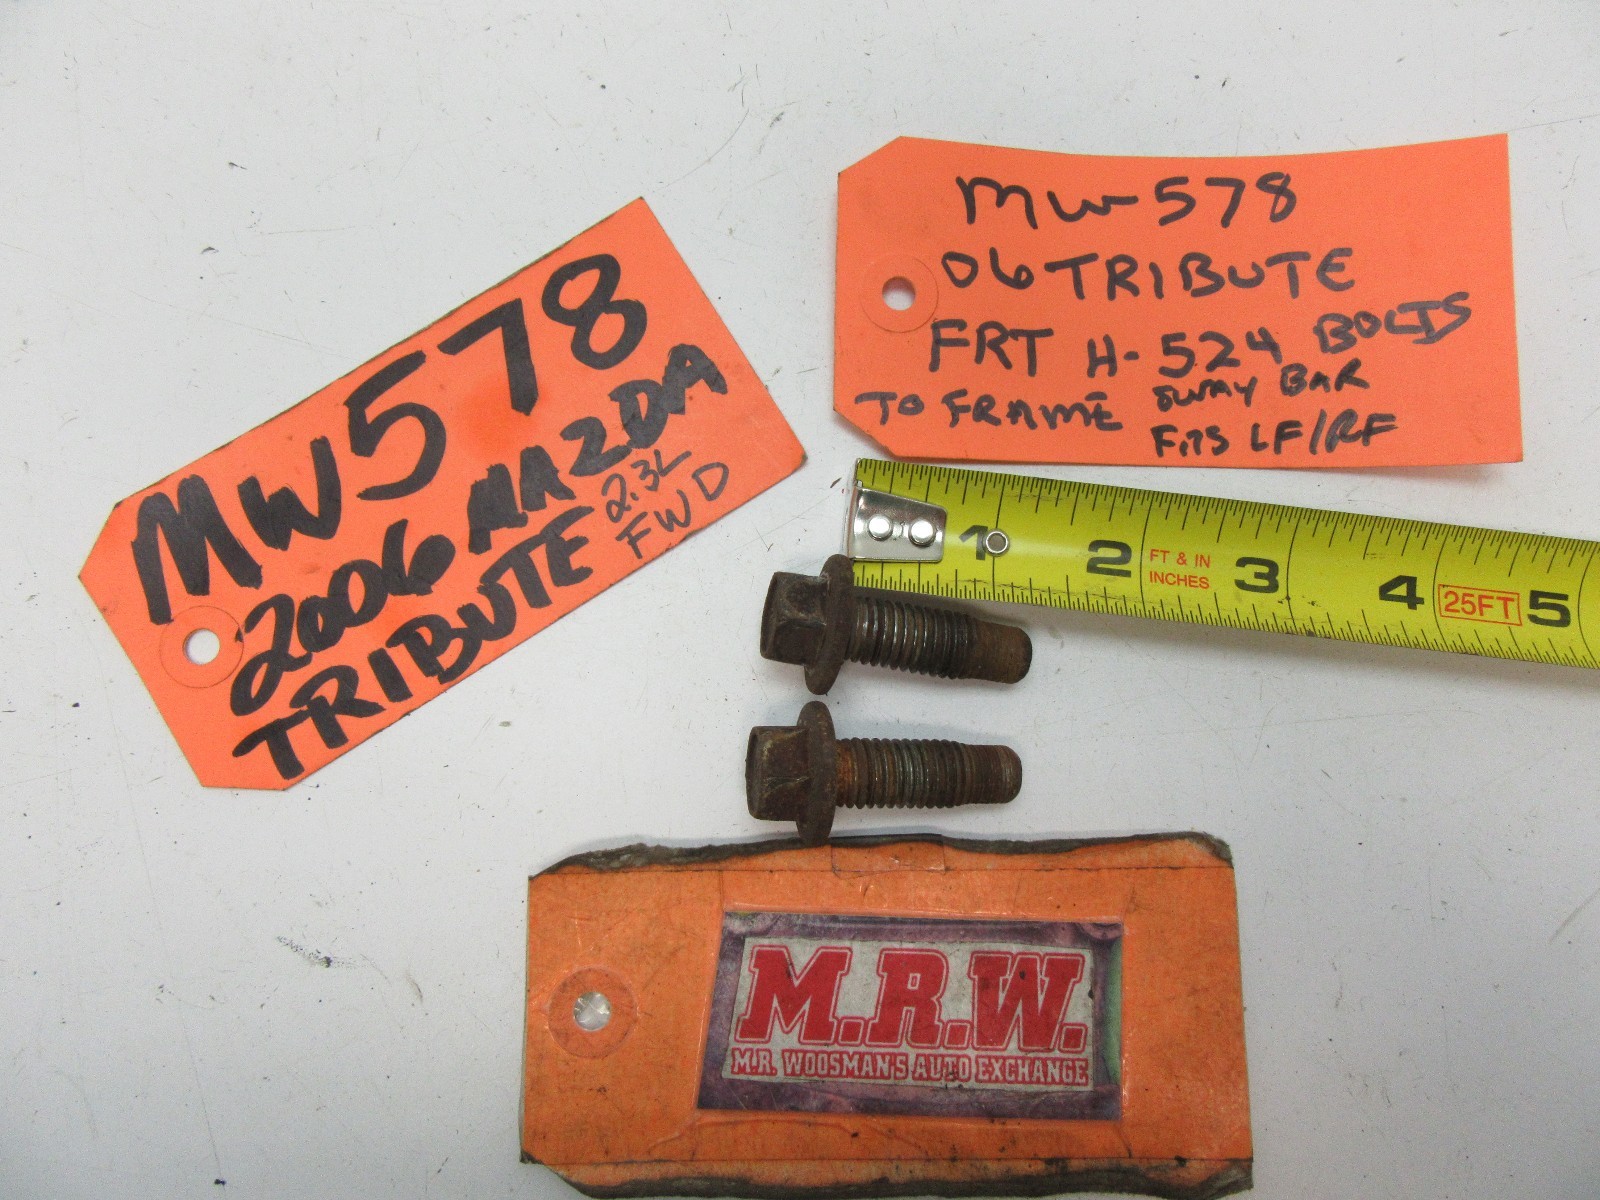 MW578
2006 MAZDA
TRIBUTE 2.3L
FWD
MW-578
06 TRIBUTE
FRT H-524 BOLTS
TO FRAME SWAY BAR
FITS LF/RF
1 2 FT & IN INCHES 3 4 25FT 5
M.R.W.
M.R. WOOSMAN'S AUTO EXCHANGE